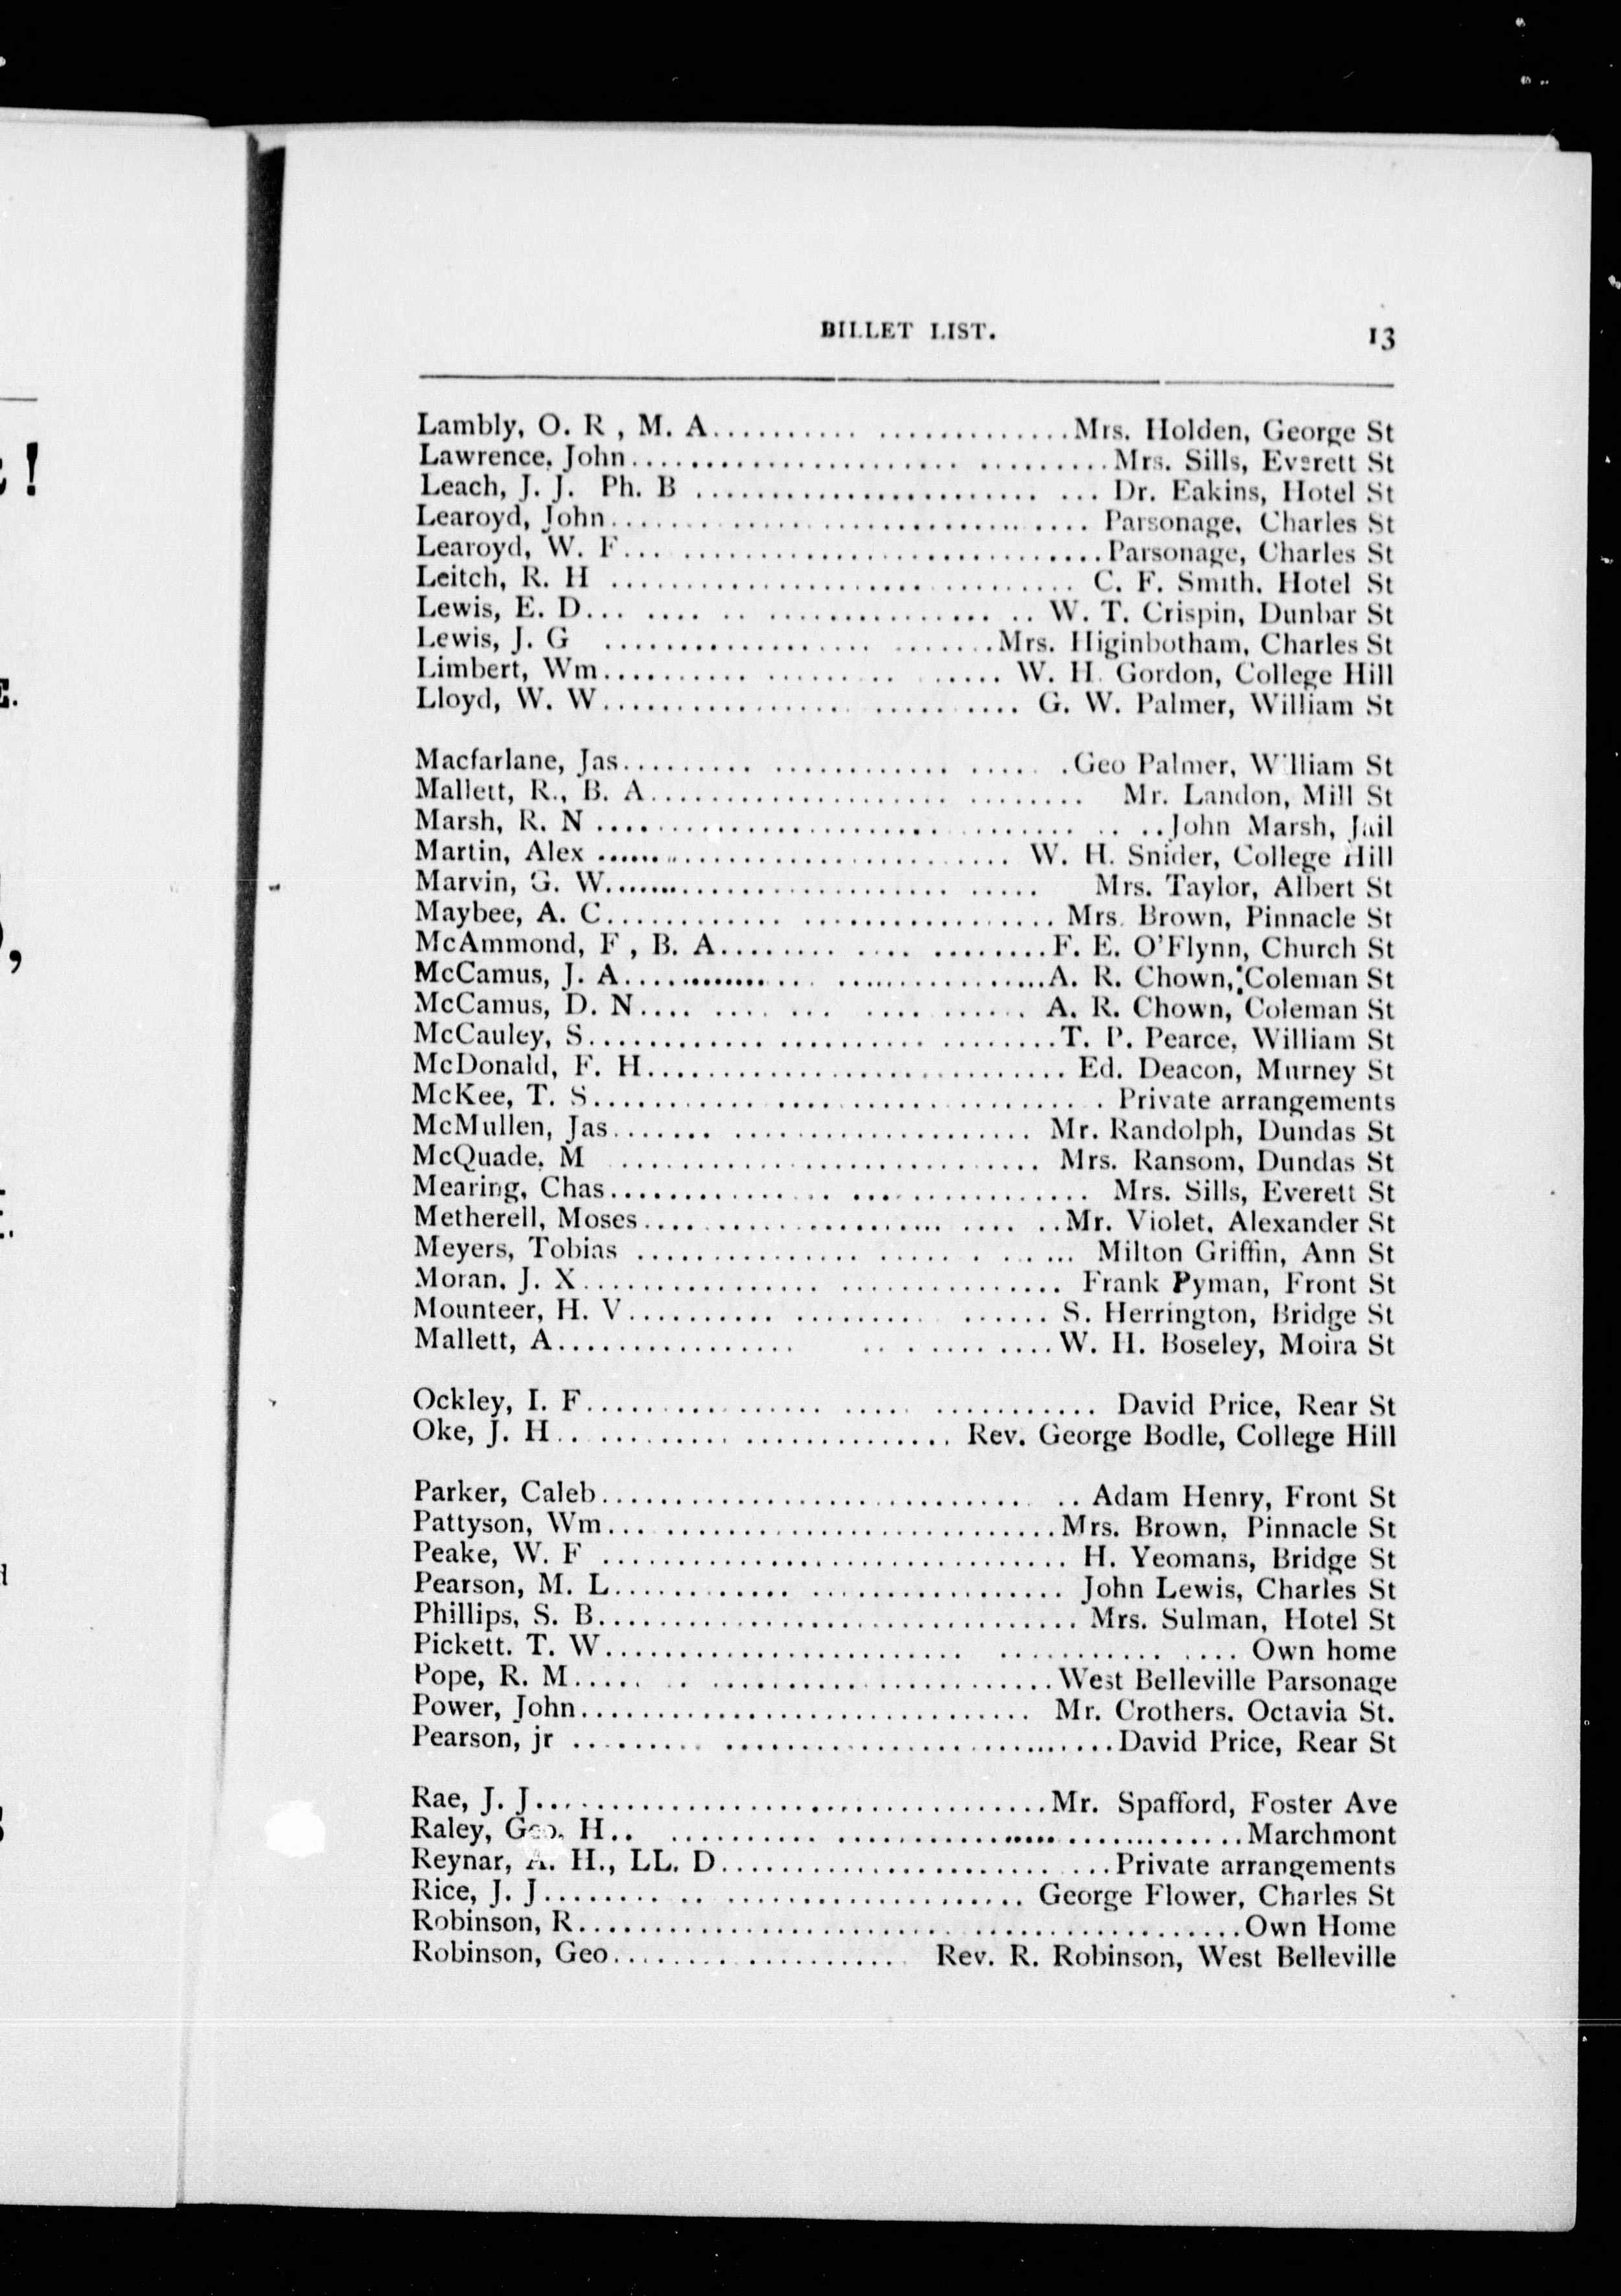 BILLET LIST. 13
Lambly, O. R , M. A.......... .............Mrs. Holden, George St
Lawrence, John...................... .........Mrs. Sills, Everett St
Leach, J. J. Ph. B ....................... ... Dr. Eakins, Hotel St
Learoyd, John................................ Parsonage, Charles St
Learoyd, W. F... .............................Parsonage, Charles St
Leitch, R. H ............................... C. F. Smith, Hotel St
Lewis, E. D... .... .. ................. .. W. T. Crispin, Dunbar St
Lewis, J. G .................. .......Mrs. Higinbotham, Charles St
Limbert, Wm.......... ......... ...... W. H. Gordon, College Hill
Lloyd, W. W................. .......... G. W. Palmer, William St
Macfarlane, Jas......... ............ ..... .Geo Palmer, William St
Mallett, R., B. A.................... ........ Mr. Landon, Mill St
Marsh, R. N ................................ .. ..John Marsh, Jail
Martin, Alex ............................ W. H. Snider, College Hill
Marvin, G. W....................... ..... Mrs. Taylor, Albert St
Maybee, A. C............ ................. Mrs. Brown, Pinnacle St
McAmmond, F , B. A........ .... ........F. E. O'Flynn, Church St
McCamus, J. A............ ..............A. R. Chown, Coleman St
McCamus, D. N.... .... ... .... ....... A. R. Chown, Coleman St
McCauley, S............ .......... ........T. P. Pearce, William St
McDonald, F. H............................ Ed. Deacon, Murney St
McKee, T. S........... ...................... Private arrangements
McMullen, Jas....... .................... Mr. Randolph, Dundas St
McQuade, M ............................ Mrs. Ransom, Dundas St
Mearing, Chas............... ................ Mrs. Sills, Everett St
Metherell, Moses.................... .... ..Mr. Violet, Alexander St
Meyers, Tobias ................. ...... . ..... Milton Griffin, Ann St
Moran, J. X................. ............... Frank Pyman, Front St
Mounteer, H. V........... ......... ...... S. Herrington, Bridge St
Mallett, A................ .. ..........W. H. Boseley, Moira St
Ockley, I. F................ ..... ........... David Price, Rear St
Oke, J. H............ .............. Rev. George Bodle, College Hill
Parker, Caleb............................. .. Adam Henry, Front St
Pattyson, Wm... ..........................Mrs. Brown, Pinnacle St
Peake, W. F ............................... H. Yeomans, Bridge St
Pearson, M. L............ ................. John Lewis, Charles St
Phillips, S. B................................ Mrs. Sulman, Hotel St
Pickett. T. W........................ ........... .... Own home
Pope, R. M..... . .......................West Belleville Parsonage
Power, John.............................. Mr. Crothers. Octavia St.
Pearson, jr ......... ..........................David Price, Rear St
Rae, J. J..................................Mr. Spafford, Foster Ave
Raley, Geo. H.. .......... ...........................Marchmont
Reynar, A. H., LL. D...................... ...Private arrangements
Rice, J. J........ .. .................... George Flower, Charles St
Robinson, R......................... ..................Own Home
Robinson, Geo................... Rev. R. Robinson, West Belleville